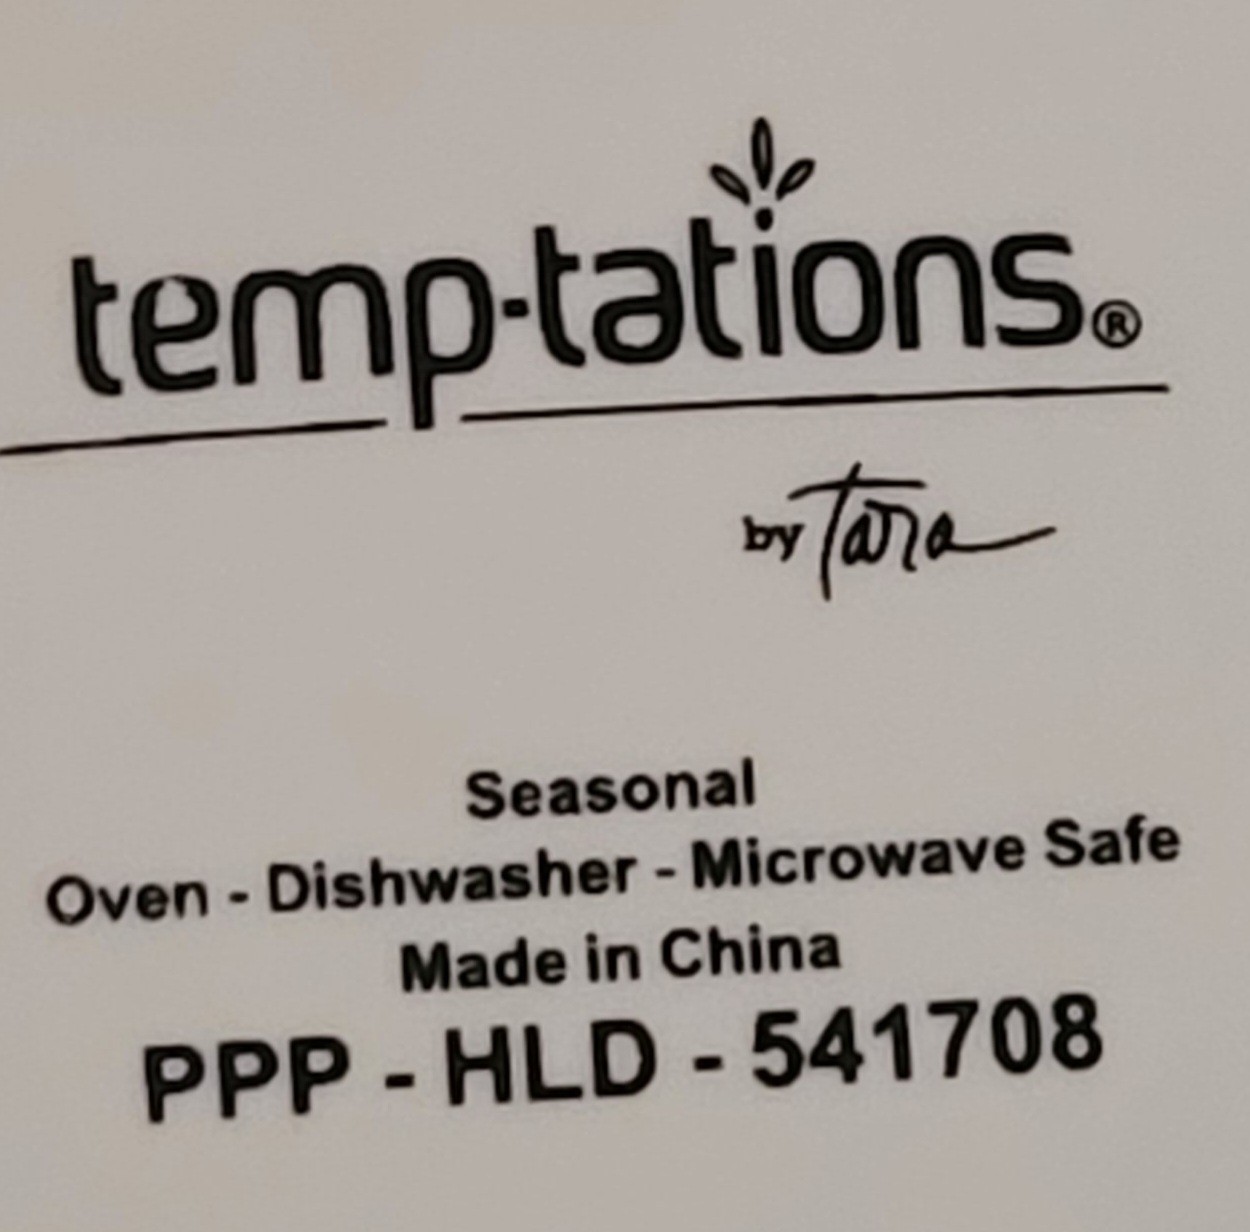 temp-tations®
by Tara
Seasonal
Oven - Dishwasher - Microwave Safe
Made in China
PPP - HLD - 541708